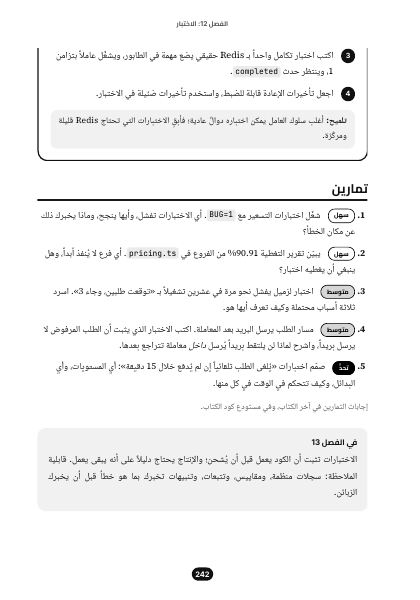 الفصل 12: الاختبار
3 اكتب اختبار تكامل واحداً بـ Redis حقيقي يضع مهمة في الطابور، ويشغّل عاملاً بتزامن
1، وينتظر حدث completed.
4 اجعل تأخيرات الإعادة قابلة للضبط، واستخدم تأخيرات ضئيلة في الاختبار.
تلميح: أغلب سلوك العامل يمكن اختباره دوالَّ عادية؛ فأبقِ الاختبارات التي تحتاج Redis قليلة
ومركّزة.
تمارين
1. سهل شغّل اختبارات التسعير مع BUG=1. أي الاختبارات تفشل، وأيها ينجح، وماذا يخبرك ذلك
عن مكان الخطأ؟
2. سهل يبيّن تقرير التغطية 90.91% من الفروع في pricing.ts. أي فرع لا يُنفذ أبداً، وهل
ينبغي أن يغطيه اختبار؟
3. متوسط اختبار لزميل يفشل نحو مرة في عشرين تشغيلاً بـ «توقعت طلبين، وجاء 3». اسرد
ثلاثة أسباب محتملة وكيف تعرف أيها هو.
4. متوسط مسار الطلب يرسل البريد بعد المعاملة. اكتب الاختبار الذي يثبت أن الطلب المرفوض لا
يرسل بريداً، واشرح لماذا لن يلتقط بريداً يُرسل داخل معاملة تتراجع بعدها.
5. تحدٍّ صمّم اختبارات «يُلغى الطلب تلقائياً إن لم يُدفع خلال 15 دقيقة»: أي المستويات، وأي
البدائل، وكيف تتحكم في الوقت في كل منها.
إجابات التمارين في آخر الكتاب، وفي مستودع كود الكتاب.
في الفصل 13
الاختبارات تثبت أن الكود يعمل قبل أن يُشحن؛ والإنتاج يحتاج دليلاً على أنه يبقى يعمل. قابلية
الملاحظة: سجلات منظمة، ومقاييس، وتتبعات، وتنبيهات تخبرك بما هو خطأ قبل أن يخبرك
الزبائن.
242